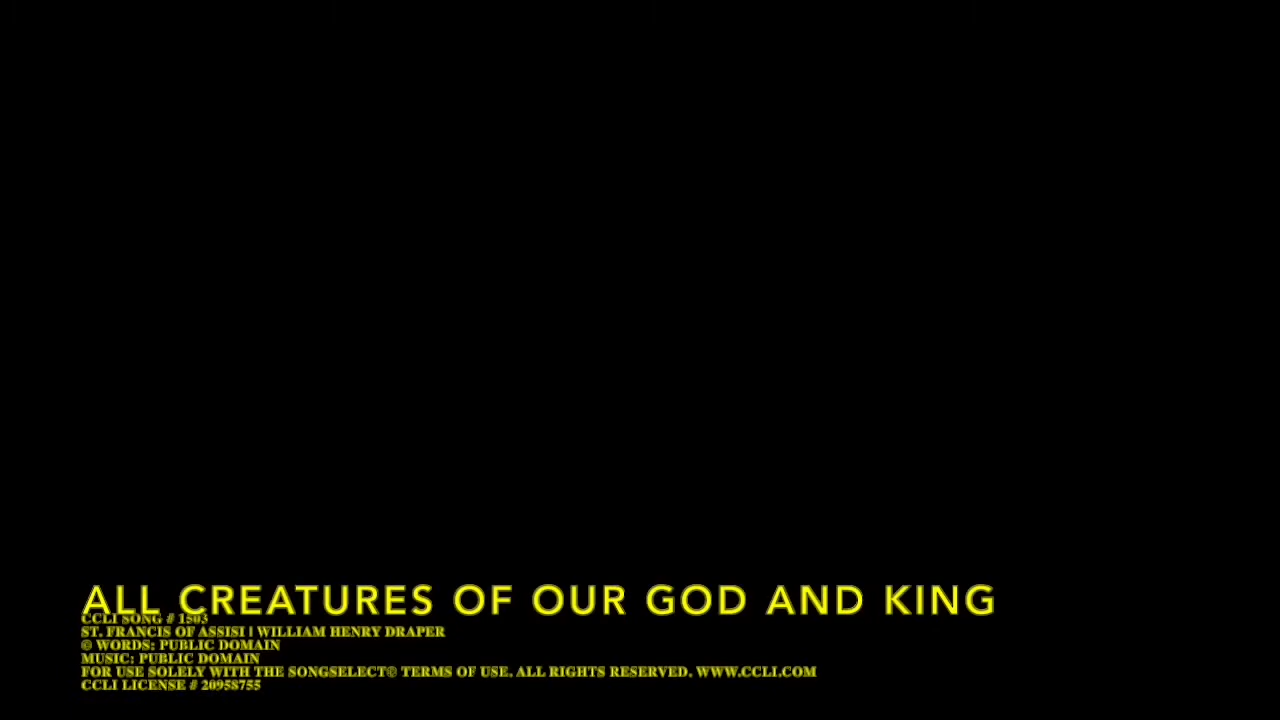 ALL CREATURES OF OUR GOD AND KING
CCLI SONG # 1503
ST. FRANCIS OF ASSISI | WILLIAM HENRY DRAPER
© WORDS: PUBLIC DOMAIN
MUSIC: PUBLIC DOMAIN
FOR USE SOLELY WITH THE SONGSELECT® TERMS OF USE. ALL RIGHTS RESERVED. WWW.CCLI.COM
CCLI LICENSE # 20958755